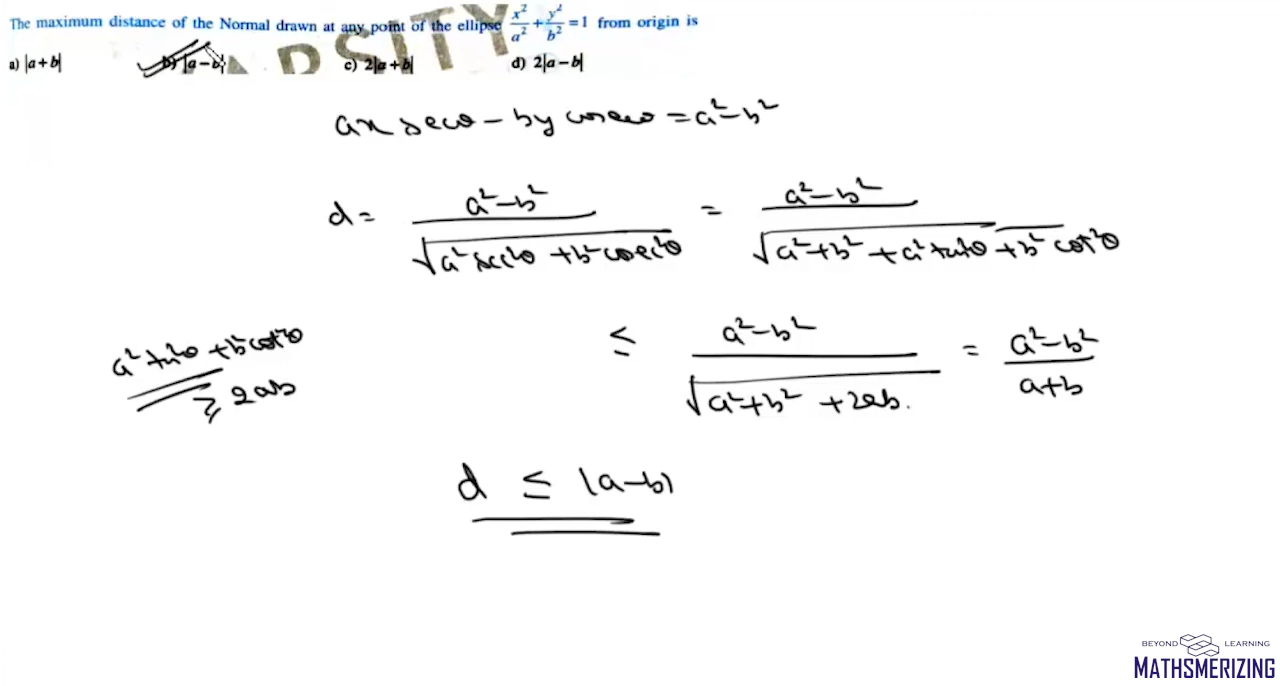 The maximum distance of the Normal drawn at any point of the ellipse x²/a² + y²/b² = 1 from origin is
a) |a+b| b) |a−b| c) 2|a+b| d) 2|a−b|
ax secθ − by cosecθ = a² − b²
d = (a² − b²)/√(a² sec²θ + b² cosec²θ) = (a² − b²)/√(a² + b² + a² tan²θ + b² cot²θ)
a² tan²θ + b² cot²θ ≥ 2ab
≤ (a² − b²)/√(a² + b² + 2ab.) = (a² − b²)/(a+b)
d ≤ |a−b|
BEYOND LEARNING
MATHSMERIZING